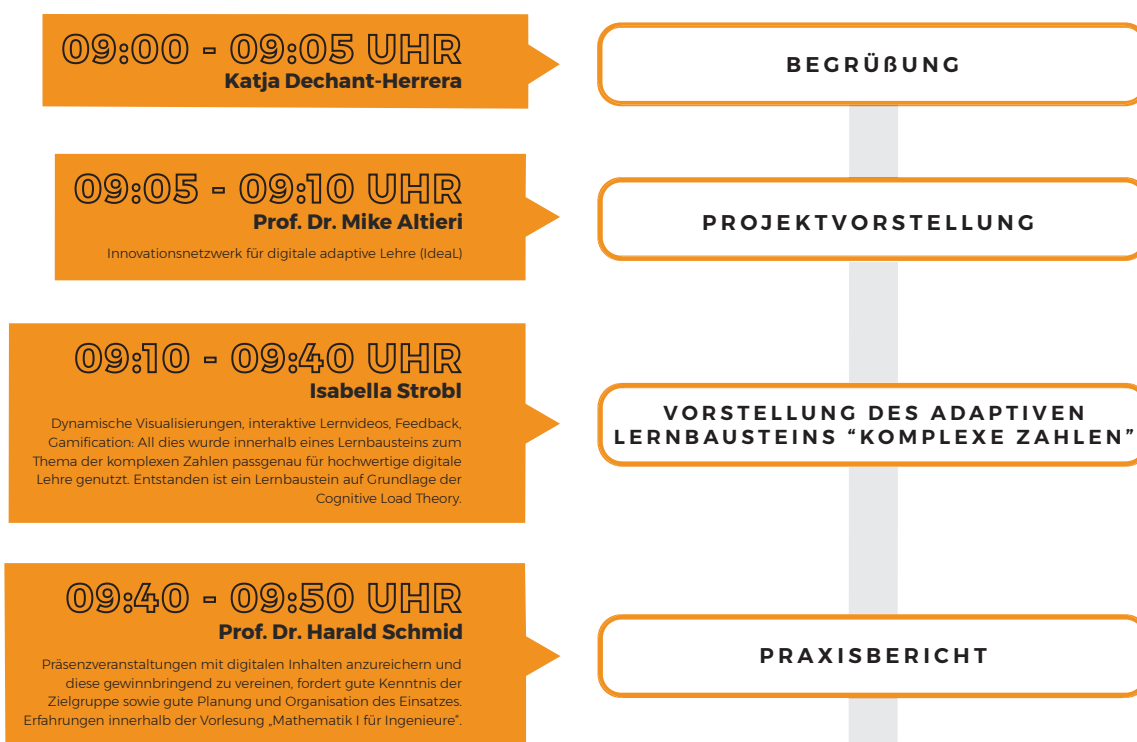 09:00 - 09:05 UHR
Katja Dechant-Herrera
BEGRÜßUNG
09:05 - 09:10 UHR
Prof. Dr. Mike Altieri
Innovationsnetzwerk für digitale adaptive Lehre (IdeaL)
PROJEKTVORSTELLUNG
09:10 - 09:40 UHR
Isabella Strobl
Dynamische Visualisierungen, interaktive Lernvideos, Feedback,
Gamification: All dies wurde innerhalb eines Lernbausteins zum
Thema der komplexen Zahlen passgenau für hochwertige digitale
Lehre genutzt. Entstanden ist ein Lernbaustein auf Grundlage der
Cognitive Load Theory.
VORSTELLUNG DES ADAPTIVEN
LERNBAUSTEINS “KOMPLEXE ZAHLEN”
09:40 - 09:50 UHR
Prof. Dr. Harald Schmid
Präsenzveranstaltungen mit digitalen Inhalten anzureichern und
diese gewinnbringend zu vereinen, fordert gute Kenntnis der
Zielgruppe sowie gute Planung und Organisation des Einsatzes.
Erfahrungen innerhalb der Vorlesung „Mathematik I für Ingenieure“.
PRAXISBERICHT